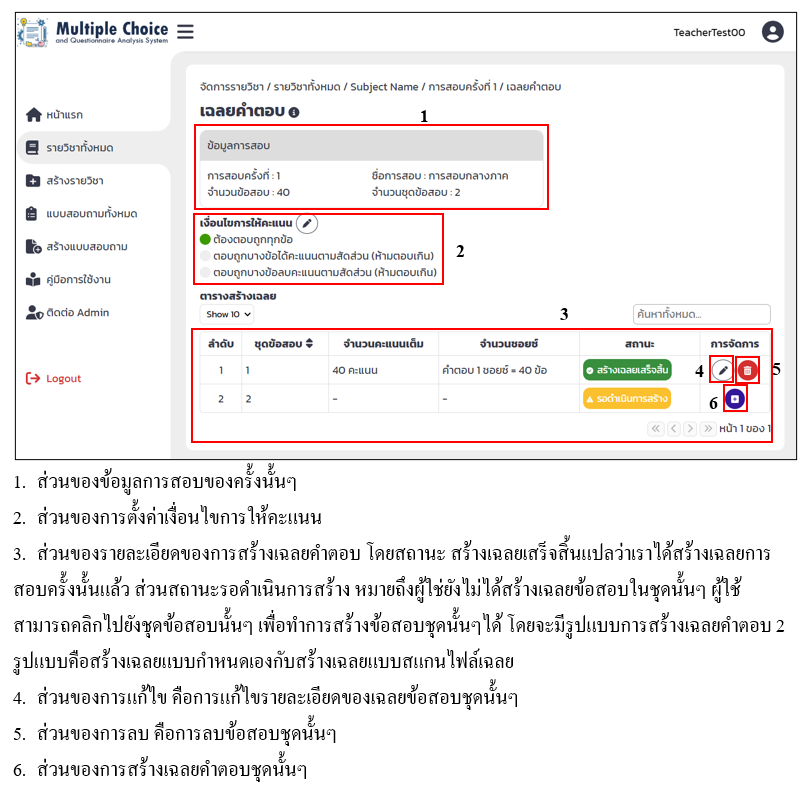 Multiple Choice
and Questionnaire Analysis System
TeacherTest00
จัดการรายวิชา / รายวิชาทั้งหมด / Subject Name / การสอบครั้งที่ 1 / เฉลยคำตอบ
เฉลยคำตอบ
1
หน้าแรก
รายวิชาทั้งหมด
สร้างรายวิชา
แบบสอบถามทั้งหมด
สร้างแบบสอบถาม
คู่มือการใช้งาน
ติดต่อ Admin
Logout
ข้อมูลการสอบ
การสอบครั้งที่ : 1 ชื่อการสอบ : การสอบกลางภาค
จำนวนข้อสอบ : 40 จำนวนชุดข้อสอบ : 2
เงื่อนไขการให้คะแนน
ต้องตอบถูกทุกข้อ
ตอบถูกบางข้อได้คะแนนตามสัดส่วน (ห้ามตอบเกิน)
ตอบถูกบางข้อลบคะแนนตามสัดส่วน (ห้ามตอบเกิน)
2
ตารางสร้างเฉลย
Show 10 3 ค้นหาทั้งหมด...
ลำดับ ชุดข้อสอบ จำนวนคะแนนเต็ม จำนวนชอยซ์ สถานะ การจัดการ
1 1 40 คะแนน คำตอบ 1 ชอยซ์ = 40 ข้อ สร้างเฉลยเสร็จสิ้น 4 5
2 2 - - รอดำเนินการสร้าง 6
หน้า 1 ของ 1
1. ส่วนของข้อมูลการสอบของครั้งนั้นๆ
2. ส่วนของการตั้งค่าเงื่อนไขการให้คะแนน
3. ส่วนของรายละเอียดของการสร้างเฉลยคำตอบ โดยสถานะ สร้างเฉลยเสร็จสิ้นแปลว่าเราได้สร้างเฉลยการ
สอบครั้งนั้นแล้ว ส่วนสถานะรอดำเนินการสร้าง หมายถึงผู้ใช่ยังไม่ได้สร้างเฉลยข้อสอบในชุดนั้นๆ ผู้ใช้
สามารถคลิกไปยังชุดข้อสอบนั้นๆ เพื่อทำการสร้างข้อสอบชุดนั้นๆได้ โดยจะมีรูปแบบการสร้างเฉลยคำตอบ 2
รูปแบบคือสร้างเฉลยแบบกำหนดเองกับสร้างเฉลยแบบสแกนไฟล์เฉลย
4. ส่วนของการแก้ไข คือการแก้ไขรายละเอียดของเฉลยข้อสอบชุดนั้นๆ
5. ส่วนของการลบ คือการลบข้อสอบชุดนั้นๆ
6. ส่วนของการสร้างเฉลยคำตอบชุดนั้นๆ